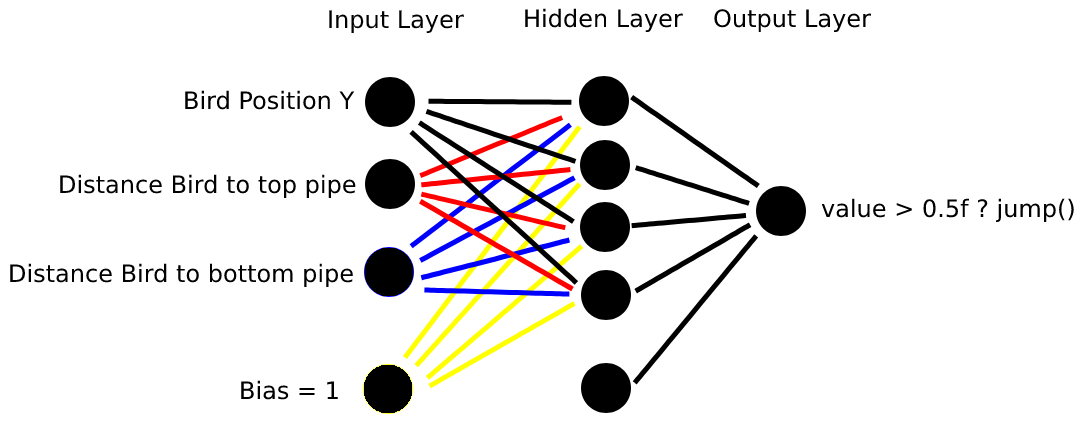 Input Layer
Hidden Layer
Output Layer
Bird Position Y
Distance Bird to top pipe
value > 0.5f ? jump()
Distance Bird to bottom pipe
Bias = 1